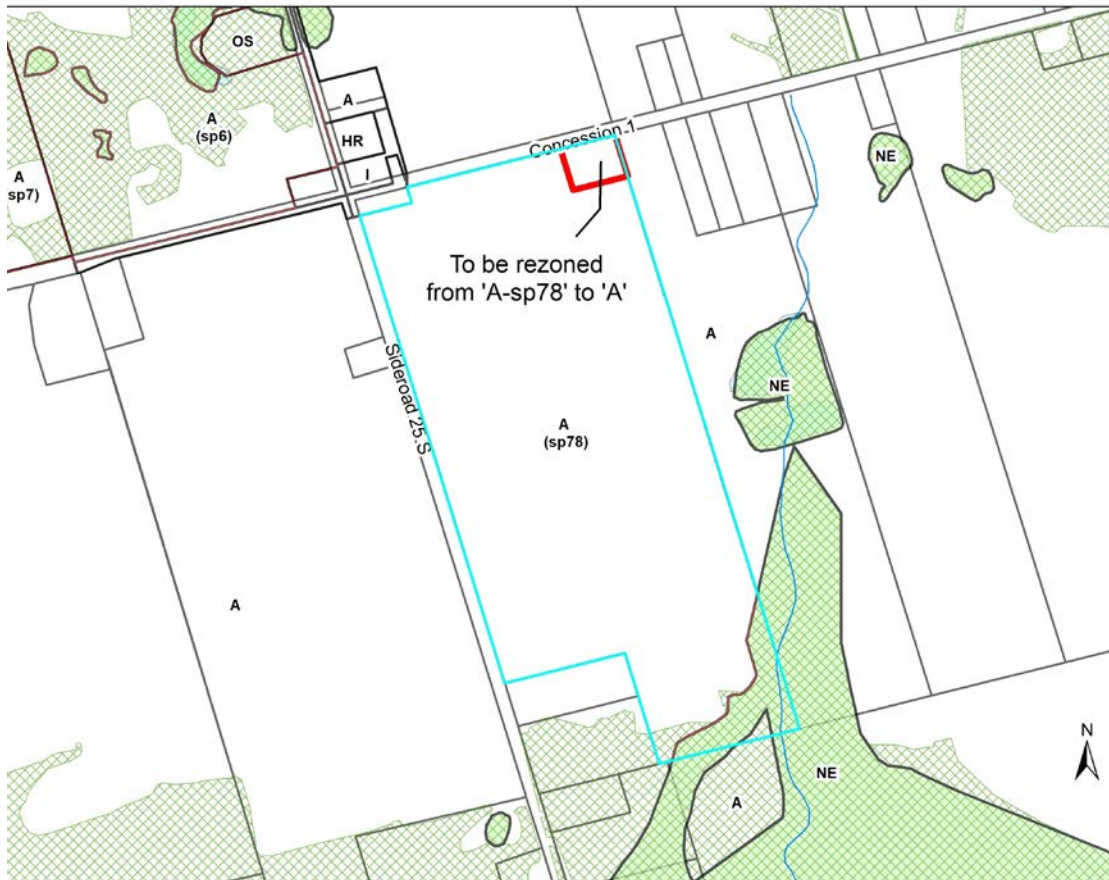 OS
A
A
(sp6)
HR
I
A
(sp7)
Concession 1
NE
To be rezoned
from 'A-sp78' to 'A'
A
Sideroad 25 S
NE
A
(sp78)
A
N
NE
A